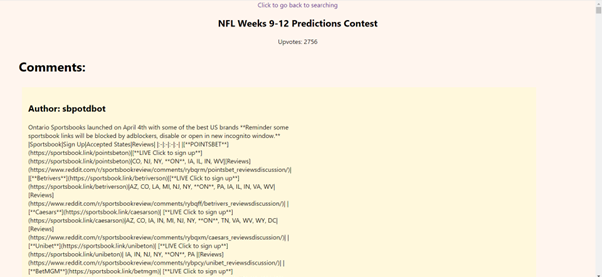 Click to go back to searching
NFL Weeks 9-12 Predictions Contest
Upvotes: 2756
Comments:
Author: sbpotdbot
Ontario Sportsbooks launched on April 4th with some of the best US brands **Reminder some
sportsbook links will be blocked by adblockers, disable or open in new incognito window.**
|Sportsbook|Sign Up|Accepted States|Reviews| |:-|:-|:-|:-| |[**POINTSBET**]
(https://sportsbook.link/pointsbeton)|[**LIVE Click to sign up**]
(https://sportsbook.link/pointsbeton)|CO, NJ, NY, **ON**, IA, IL, IN, WV|[Reviews]
(https://www.reddit.com/r/sportsbookreview/comments/rybqrm/pointsbet_reviewsdiscussion/)|
|[**Betrivers**](https://sportsbook.link/betriverson)|[**LIVE Click to sign up**]
(https://sportsbook.link/betriverson)|AZ, CO, LA, MI, NJ, NY, **ON**, PA, IA, IL, IN, VA, WV|
[Reviews]
(https://www.reddit.com/r/sportsbookreview/comments/rybqff/betrivers_reviewsdiscussion/)| |
[**Caesars**](https://sportsbook.link/caesarson)| [**LIVE Click to sign up**]
(https://sportsbook.link/caesarson)|AZ, CO, IA, IN, MI, NJ, NY, **ON**, TN, VA, WV, WY, DC|
[Reviews]
(https://www.reddit.com/r/sportsbookreview/comments/rybqxm/caesars_reviewsdiscussion/)| |
[**Unibet**](https://sportsbook.link/unibeton)| [**LIVE Click to sign up**]
(https://sportsbook.link/unibeton)| IA, IN, NJ, NY, **ON**, PA |[Reviews]
(https://www.reddit.com/r/sportsbookreview/comments/rybpcy/unibet_reviewsdiscussion/)| |
[**BetMGM**](https://sportsbook.link/betmgm)| [**LIVE Click to sign up**]